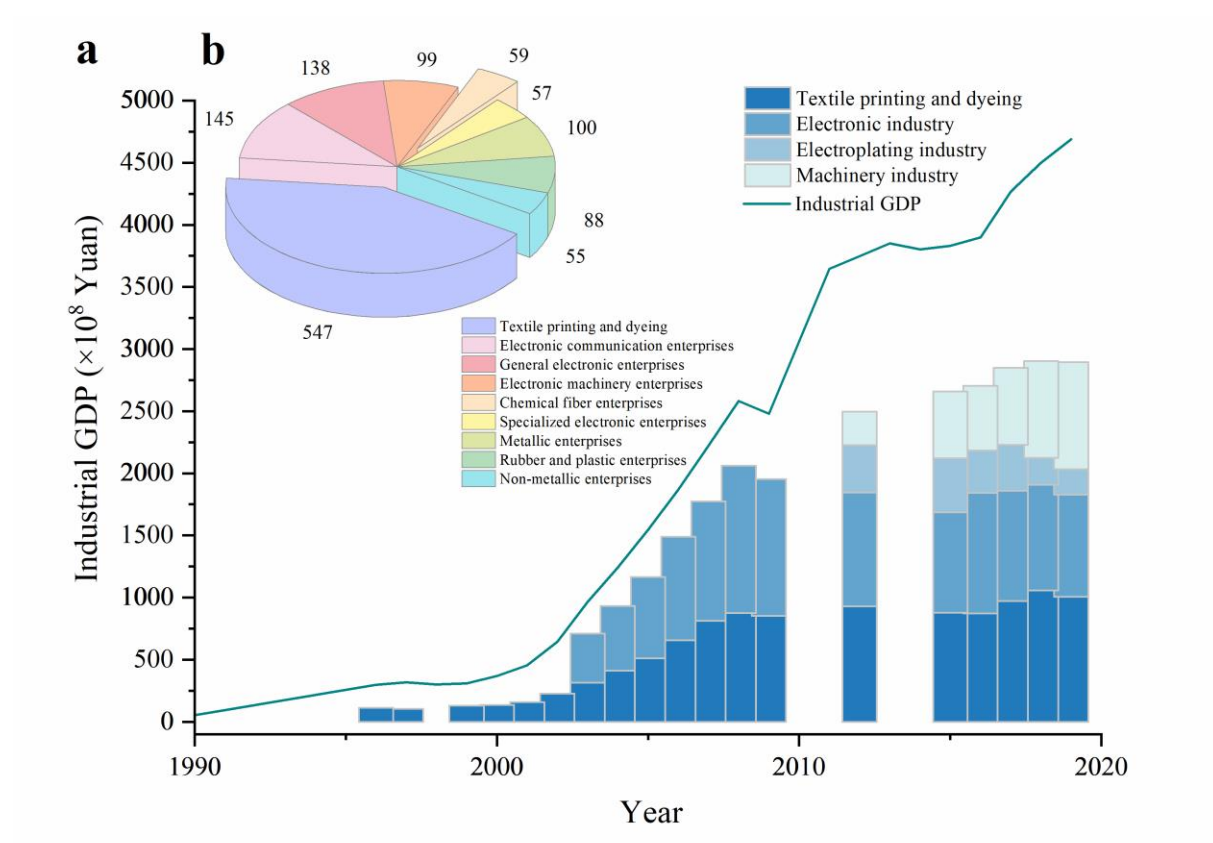 a
b
59
99
57
138
100
145
88
55
547
Textile printing and dyeing
Electronic communication enterprises
General electronic enterprises
Electronic machinery enterprises
Chemical fiber enterprises
Specialized electronic enterprises
Metallic enterprises
Rubber and plastic enterprises
Non-metallic enterprises
Textile printing and dyeing
Electronic industry
Electroplating industry
Machinery industry
Industrial GDP
Industrial GDP (×10⁸ Yuan)
5000
4500
4000
3500
3000
2500
2000
1500
1000
500
0
1990
2000
2010
2020
Year